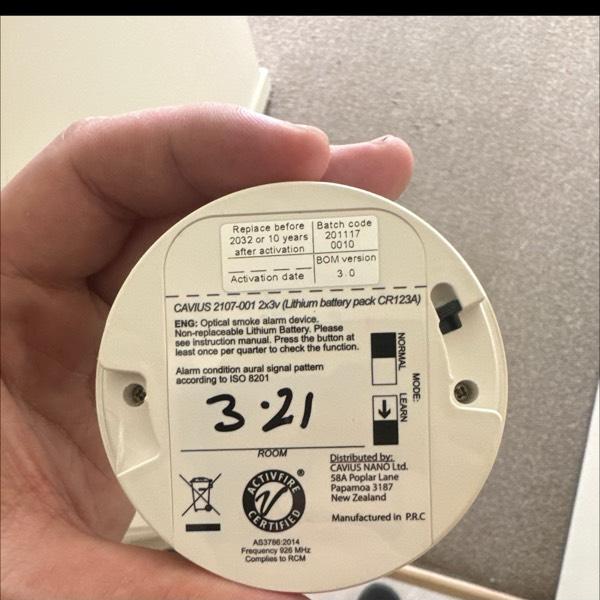 Replace before
2032 or 10 years
after activation
Activation date
Batch code
201117
0010
BOM version
3.0
CAVIUS 2107-001 2x3v (Lithium battery pack CR123A)
ENG: Optical smoke alarm device.
Non-replaceable Lithium Battery. Please
see instruction manual. Press the button at
least once per quarter to check the function.
Alarm condition aural signal pattern
according to ISO 8201
NORMAL
MODE:
LEARN
3.21
ROOM
ACTIVFIRE
®
CERTIFIED
AS3786:2014
Frequency 926 MHz
Complies to RCM
Distributed by:
CAVIUS NANO Ltd.
58A Poplar Lane
Papamoa 3187
New Zealand
Manufactured in P.R.C